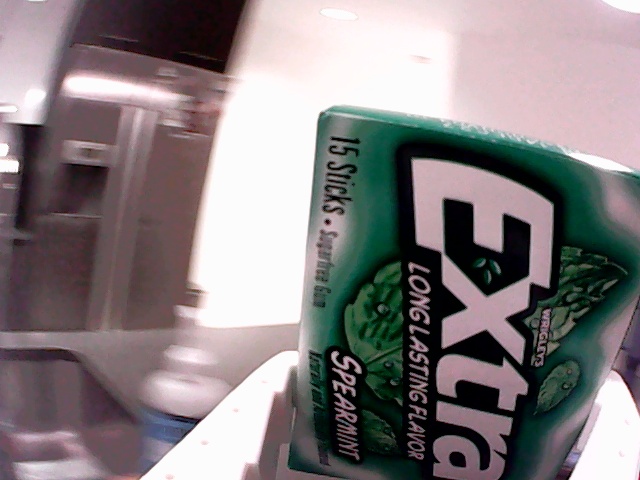 WRIGLEY'S
Extra
LONG LASTING FLAVOR
SPEARMINT
15 Sticks • Sugarfree Gum